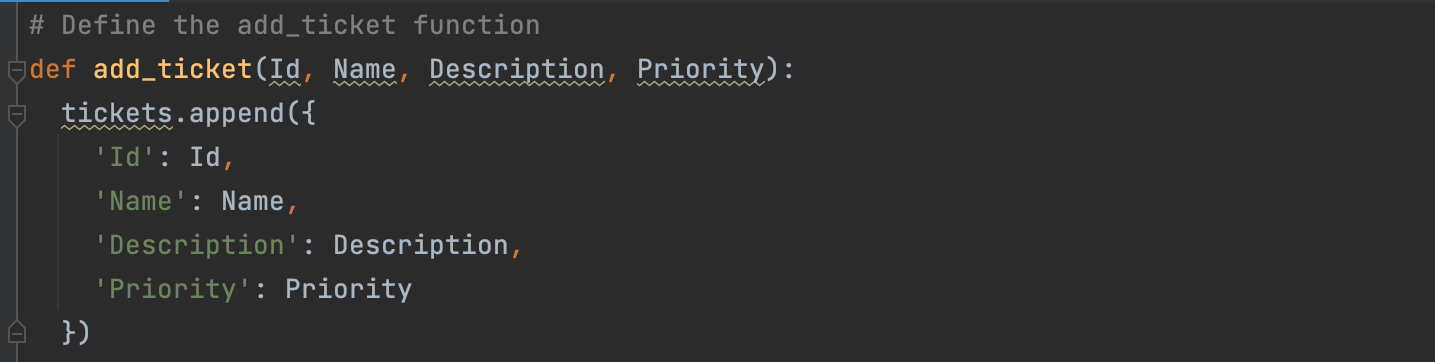 # Define the add_ticket function
def add_ticket(Id, Name, Description, Priority):
  tickets.append({
    'Id': Id,
    'Name': Name,
    'Description': Description,
    'Priority': Priority
  })